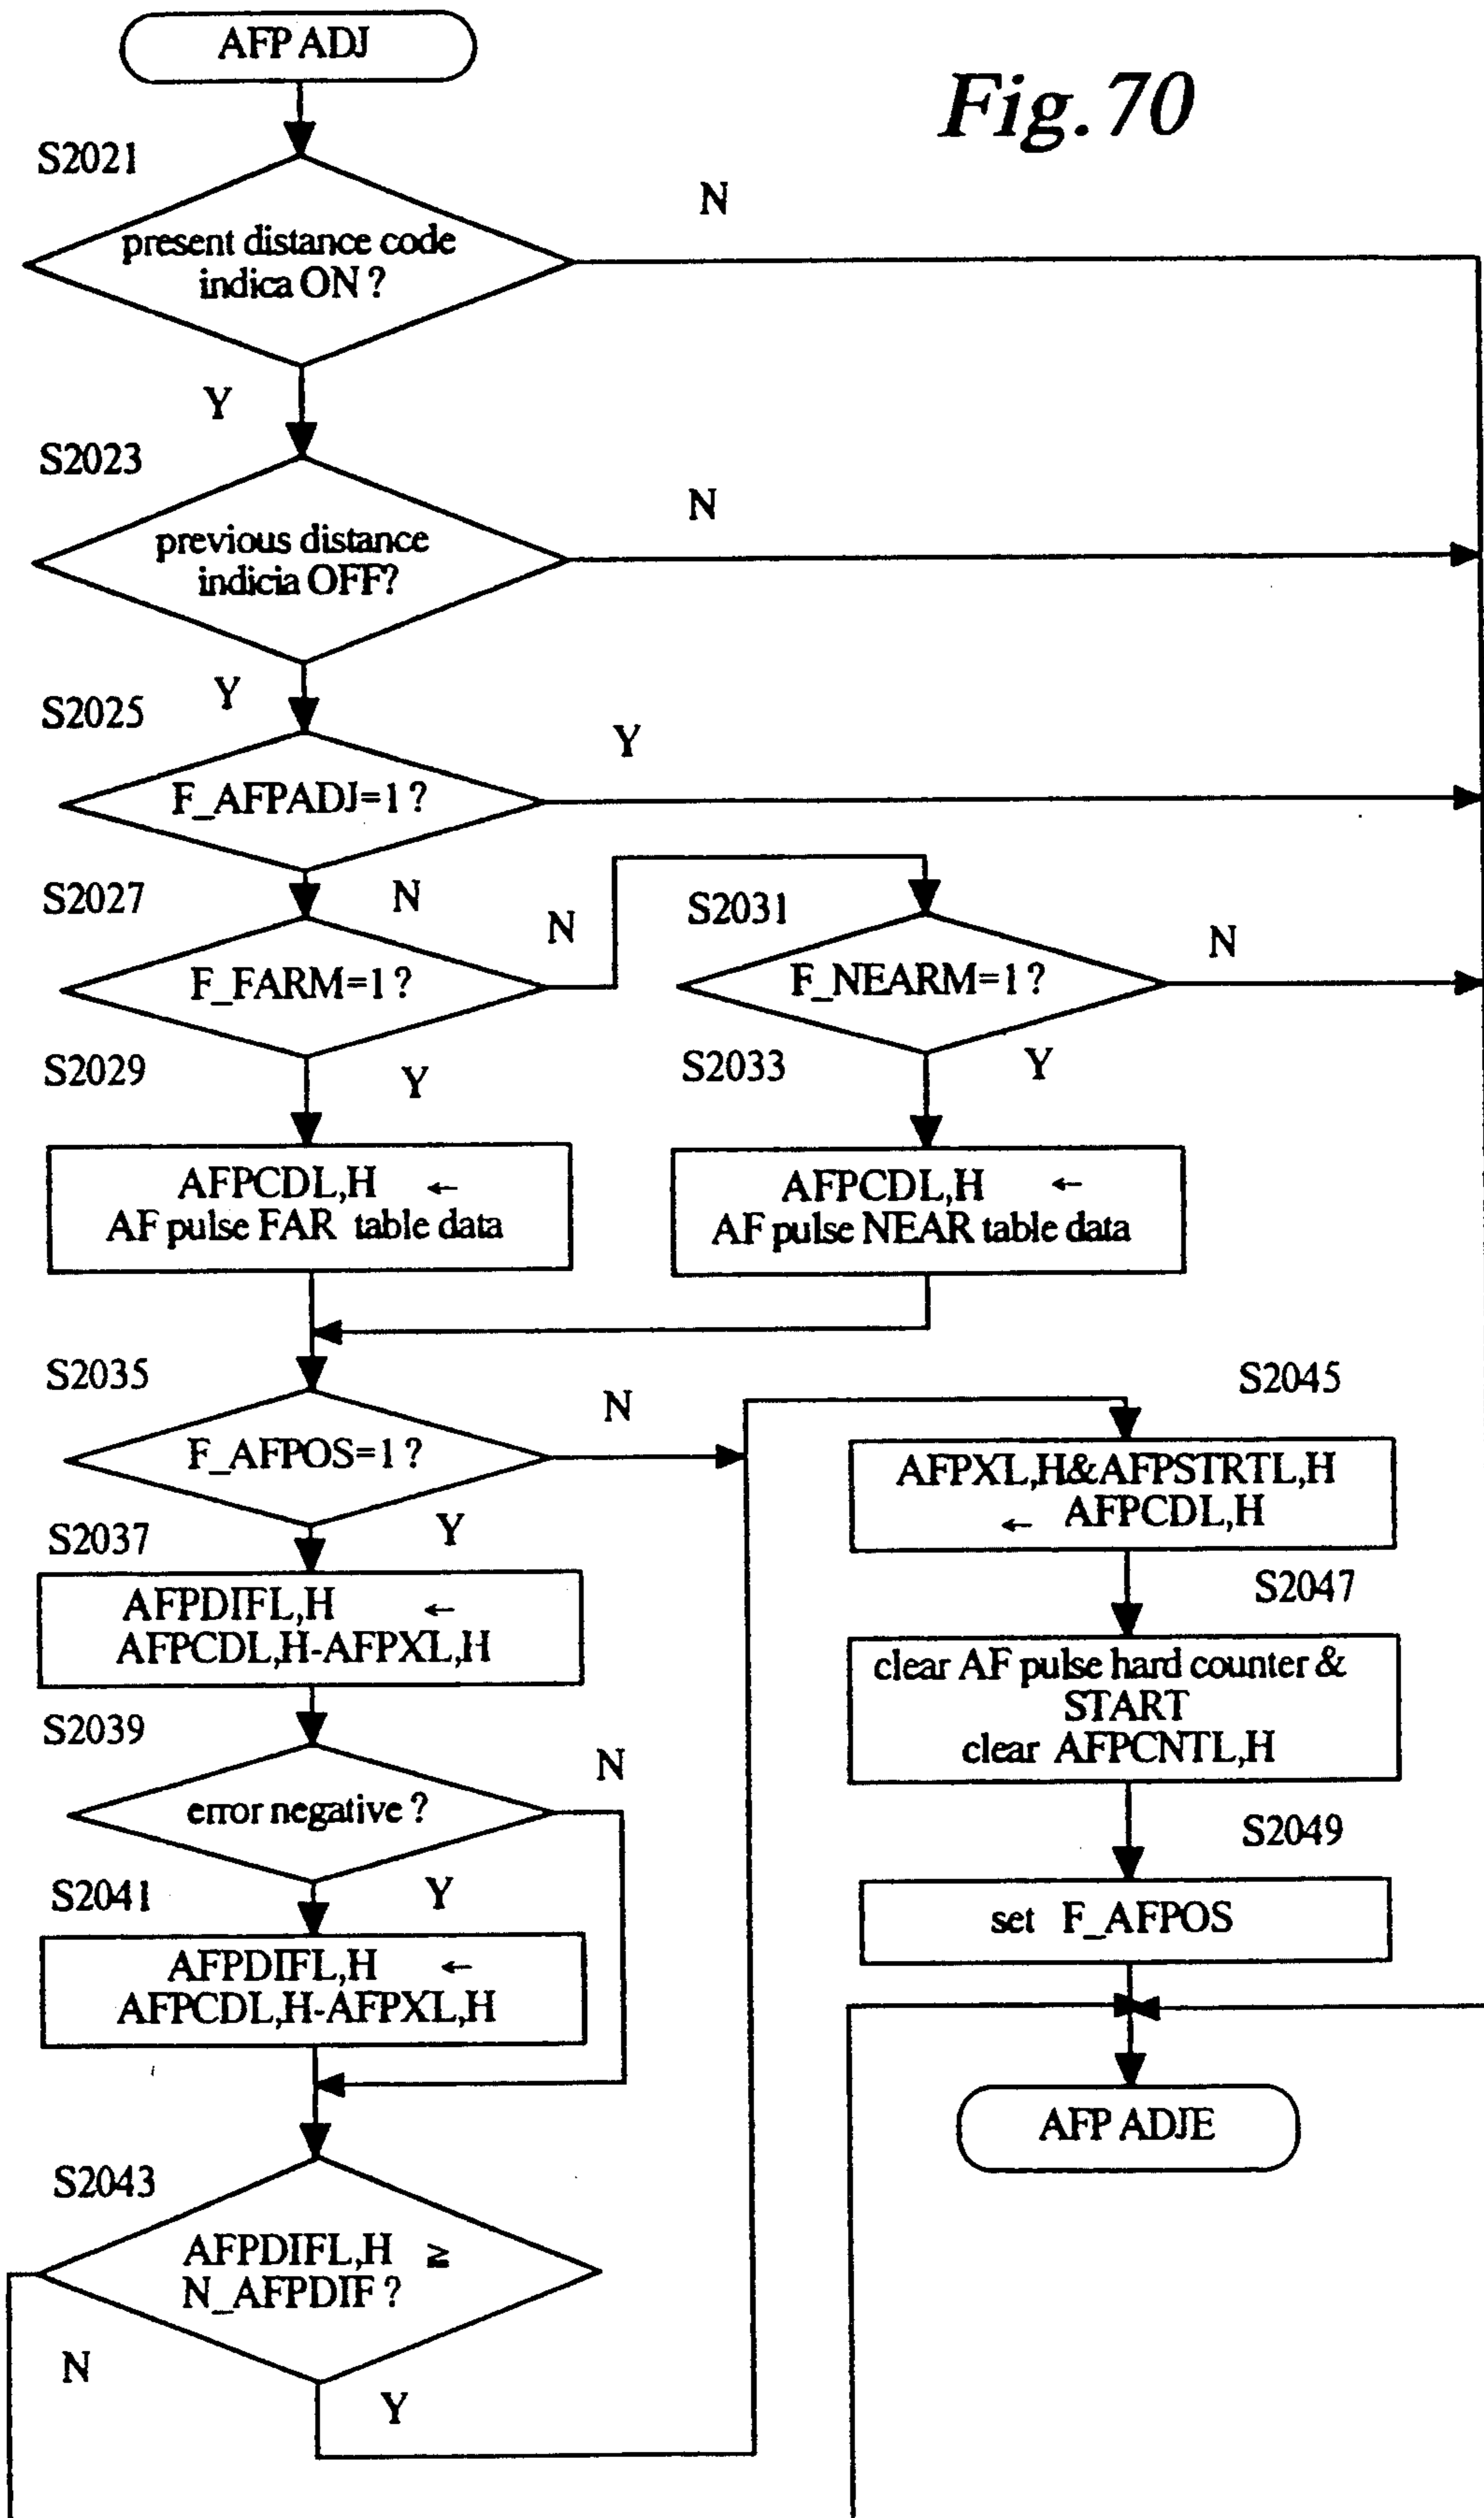 AFP ADJ
Fig. 70
S2021
N
present distance code
indica ON ?
Y
S2023
N
previous distance
indicia OFF?
Y
S2025
Y
F_AFPADJ=1 ?
S2027
N
N
S2031
F_FARM=1 ?
N
F_NEARM=1 ?
S2029
Y
S2033
Y
AFPCDL,H ←
AF pulse FAR table data
AFPCDL,H ←
AF pulse NEAR table data
S2035
N
S2045
F_AFPOS=1 ?
AFPXL,H&AFPSTRTL,H
← AFPCDL,H
S2037
Y
S2047
AFPDIFL,H ←
AFPCDL,H-AFPXL,H
clear AF pulse hard counter &
START
clear AFPCNTL,H
S2039
N
error negative ?
S2049
S2041
Y
set F_AFPOS
AFPDIFL,H ←
AFPCDL,H-AFPXL,H
AFP ADJE
S2043
AFPDIFL,H ≧
N_AFPDIF ?
N
Y